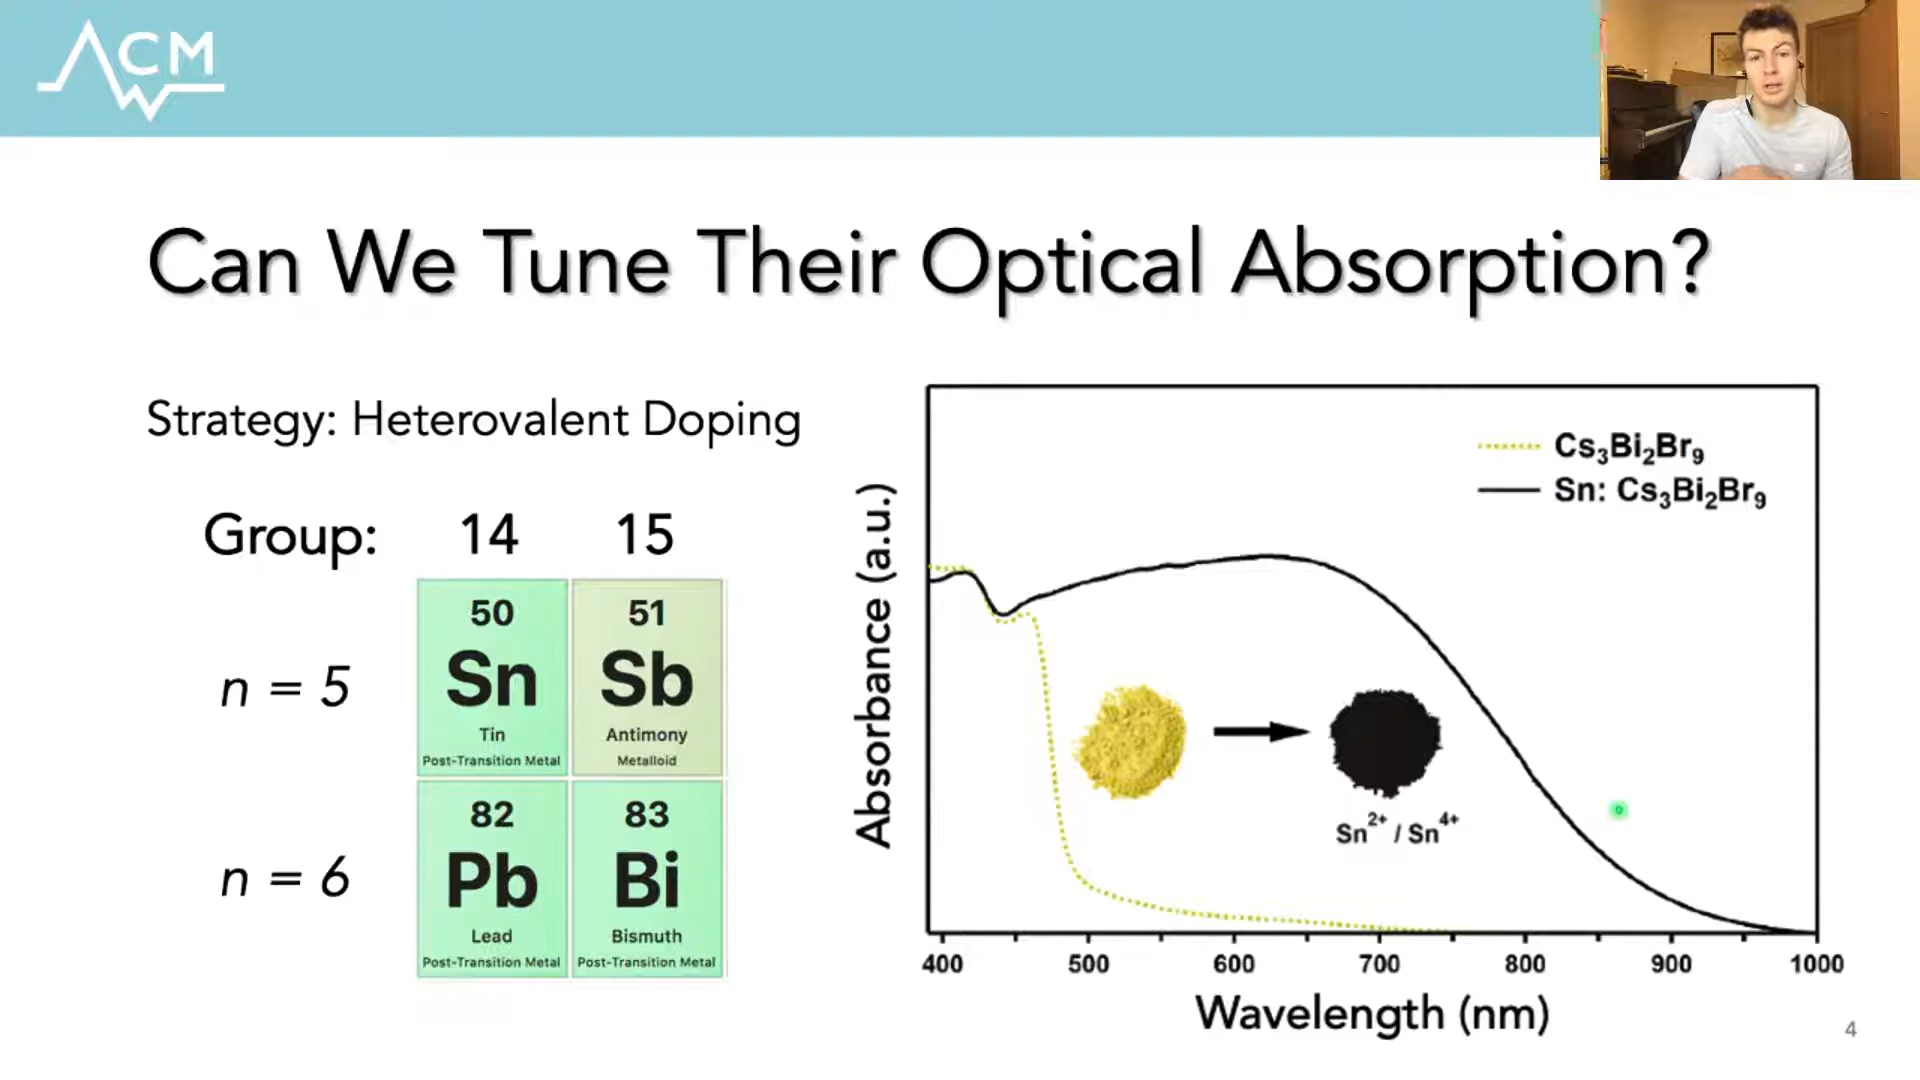 ACMW
Can We Tune Their Optical Absorption?
Strategy: Heterovalent Doping
Group: 14 15
n = 5
50 51
Sn Sb
Tin Antimony
Post-Transition Metal Metalloid
n = 6
82 83
Pb Bi
Lead Bismuth
Post-Transition Metal Post-Transition Metal
Cs₃Bi₂Br₉
Sn: Cs₃Bi₂Br₉
Absorbance (a.u.)
Sn²⁺ / Sn⁴⁺
400 500 600 700 800 900 1000
Wavelength (nm)
4